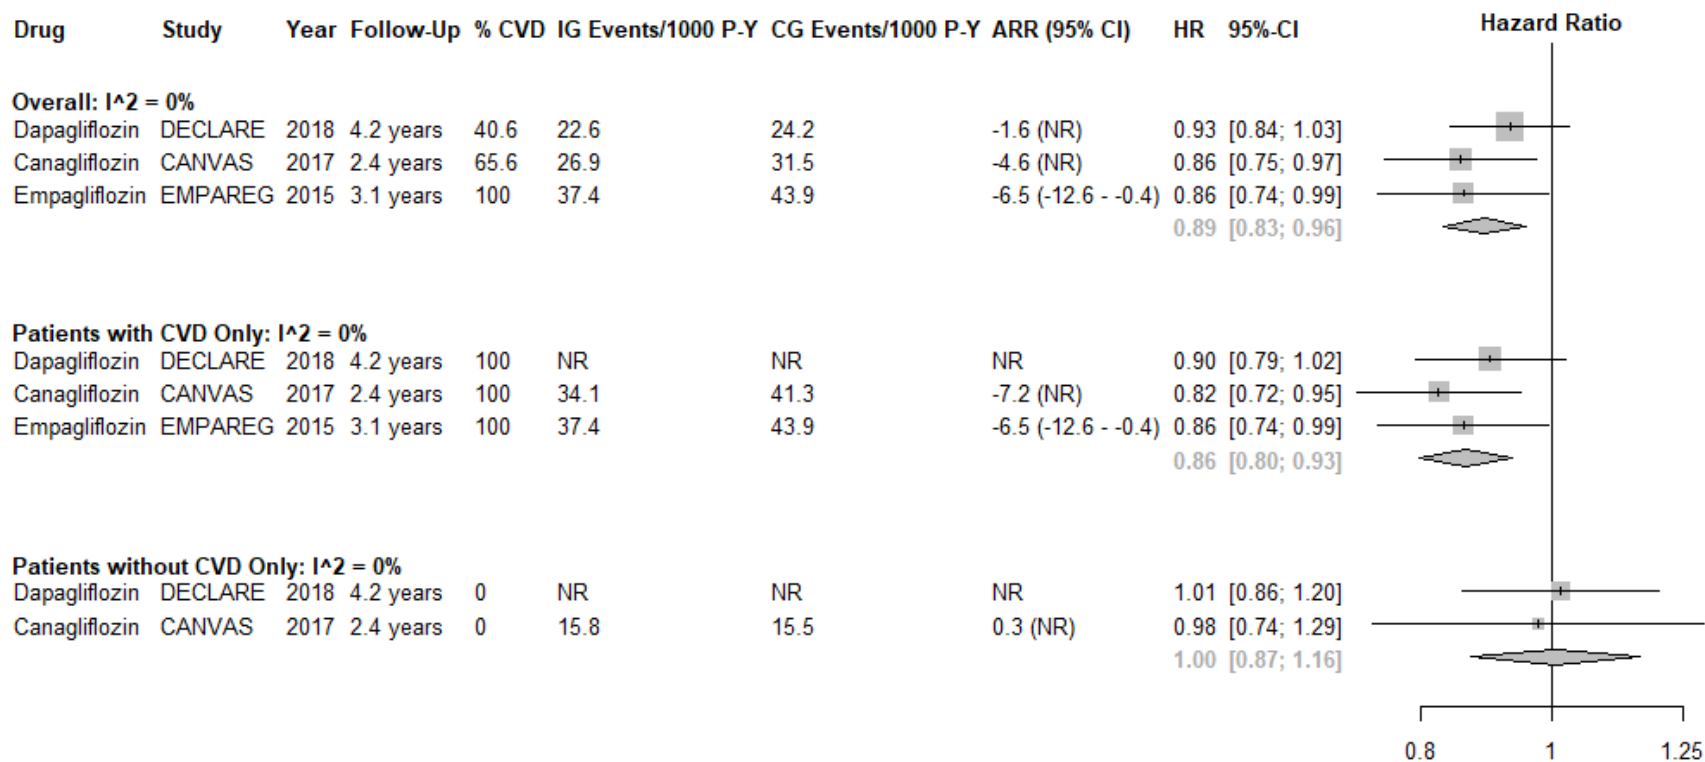 Drug Study Year Follow-Up % CVD IG Events/1000 P-Y CG Events/1000 P-Y ARR (95% CI) HR 95%-CI Hazard Ratio
Overall: I^2 = 0%
Dapagliflozin DECLARE 2018 4.2 years 40.6 22.6 24.2 -1.6 (NR) 0.93 [0.84; 1.03]
Canagliflozin CANVAS 2017 2.4 years 65.6 26.9 31.5 -4.6 (NR) 0.86 [0.75; 0.97]
Empagliflozin EMPAREG 2015 3.1 years 100 37.4 43.9 -6.5 (-12.6 - -0.4) 0.86 [0.74; 0.99]
0.89 [0.83; 0.96]
Patients with CVD Only: I^2 = 0%
Dapagliflozin DECLARE 2018 4.2 years 100 NR NR NR 0.90 [0.79; 1.02]
Canagliflozin CANVAS 2017 2.4 years 100 34.1 41.3 -7.2 (NR) 0.82 [0.72; 0.95]
Empagliflozin EMPAREG 2015 3.1 years 100 37.4 43.9 -6.5 (-12.6 - -0.4) 0.86 [0.74; 0.99]
0.86 [0.80; 0.93]
Patients without CVD Only: I^2 = 0%
Dapagliflozin DECLARE 2018 4.2 years 0 NR NR NR 1.01 [0.86; 1.20]
Canagliflozin CANVAS 2017 2.4 years 0 15.8 15.5 0.3 (NR) 0.98 [0.74; 1.29]
1.00 [0.87; 1.16]
0.8 1 1.25